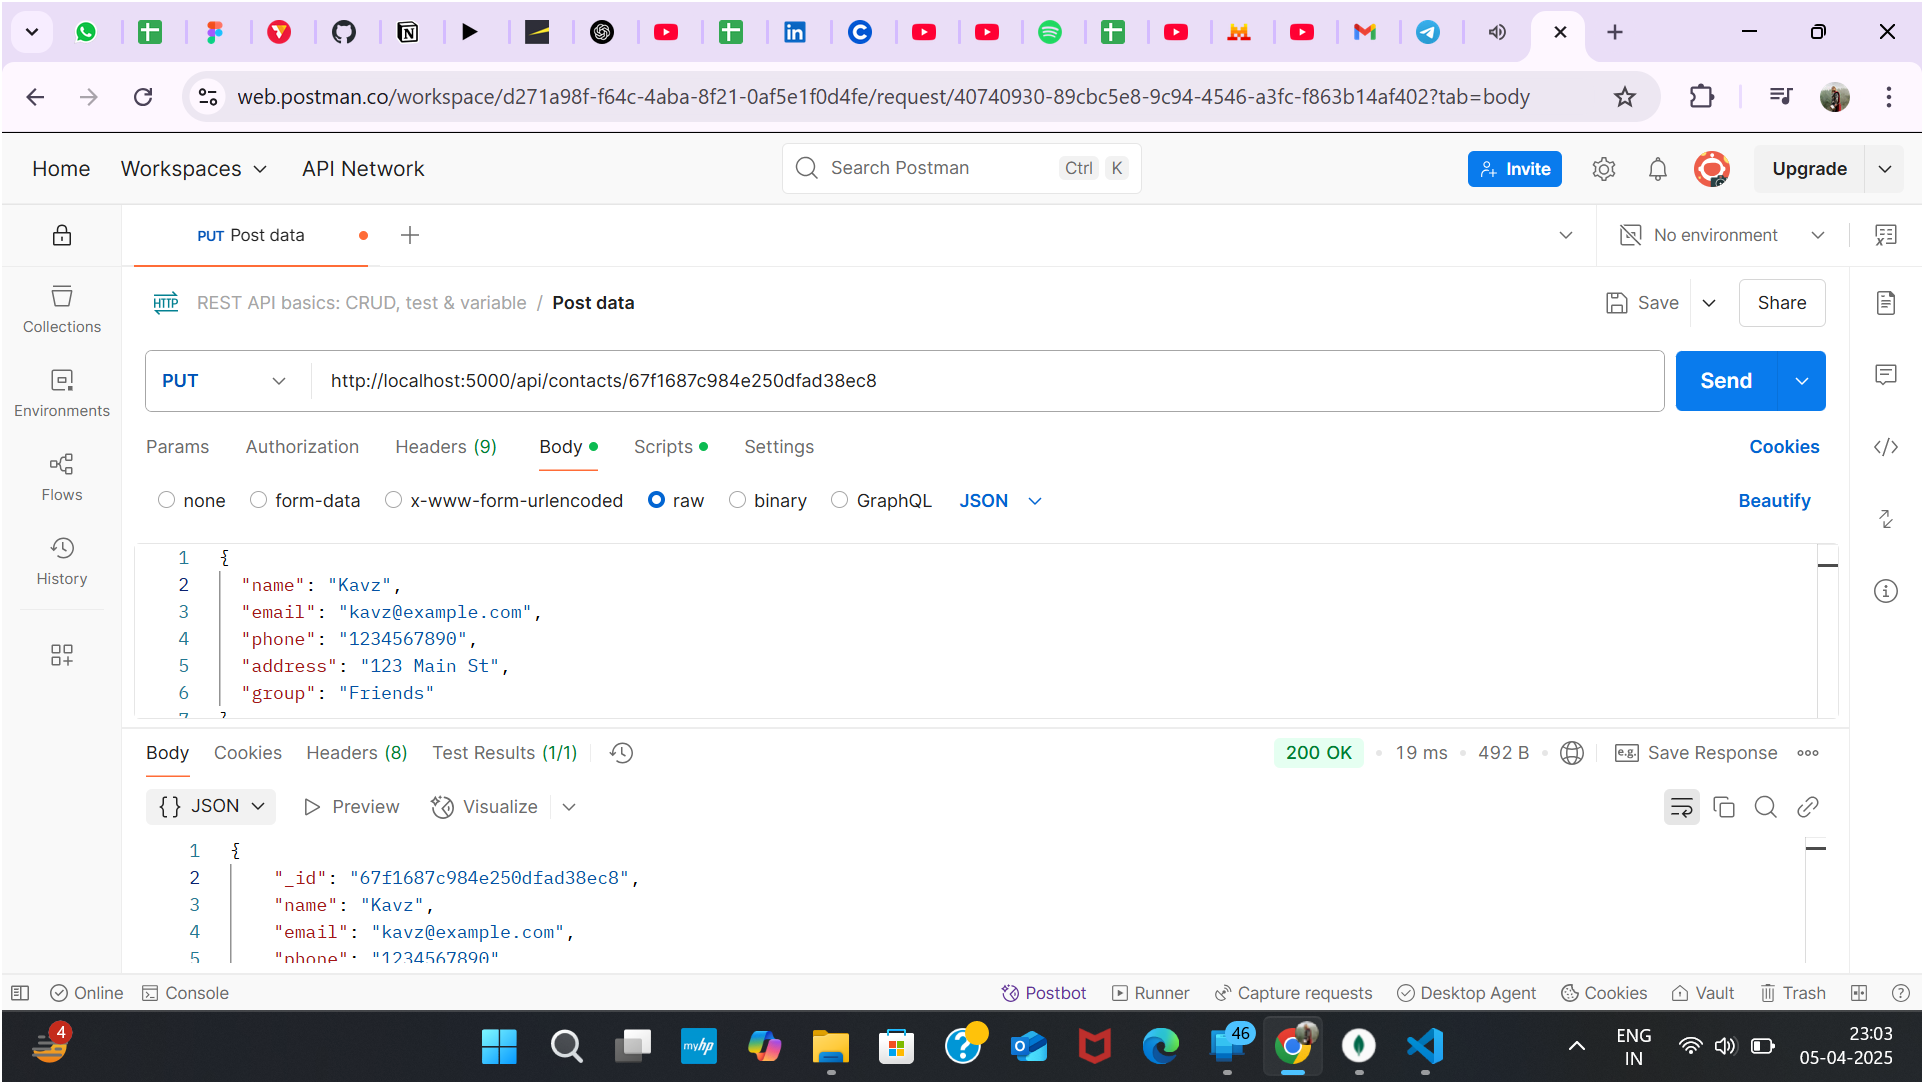 web.postman.co/workspace/d271a98f-f64c-4aba-8f21-0af5e1f0d4fe/request/40740930-89cbc5e8-9c94-4546-a3fc-f863b14af402?tab=body
Home Workspaces API Network Search Postman Ctrl K Invite Upgrade
PUT Post data No environment
HTTP REST API basics: CRUD, test & variable / Post data Save Share
Collections
Environments
Flows
History
PUT http://localhost:5000/api/contacts/67f1687c984e250dfad38ec8 Send
Params Authorization Headers (9) Body Scripts Settings Cookies
none form-data x-www-form-urlencoded raw binary GraphQL JSON Beautify
1 {
2 "name": "Kavz",
3 "email": "kavz@example.com",
4 "phone": "1234567890",
5 "address": "123 Main St",
6 "group": "Friends"
7 }
Body Cookies Headers (8) Test Results (1/1) 200 OK 19 ms 492 B e.g. Save Response
{} JSON Preview Visualize
1 {
2 "_id": "67f1687c984e250dfad38ec8",
3 "name": "Kavz",
4 "email": "kavz@example.com",
5 "phone": "1234567890"
Online Console Postbot Runner Capture requests Desktop Agent Cookies Vault Trash
4 myhp 46 ENG 23:03
IN 05-04-2025